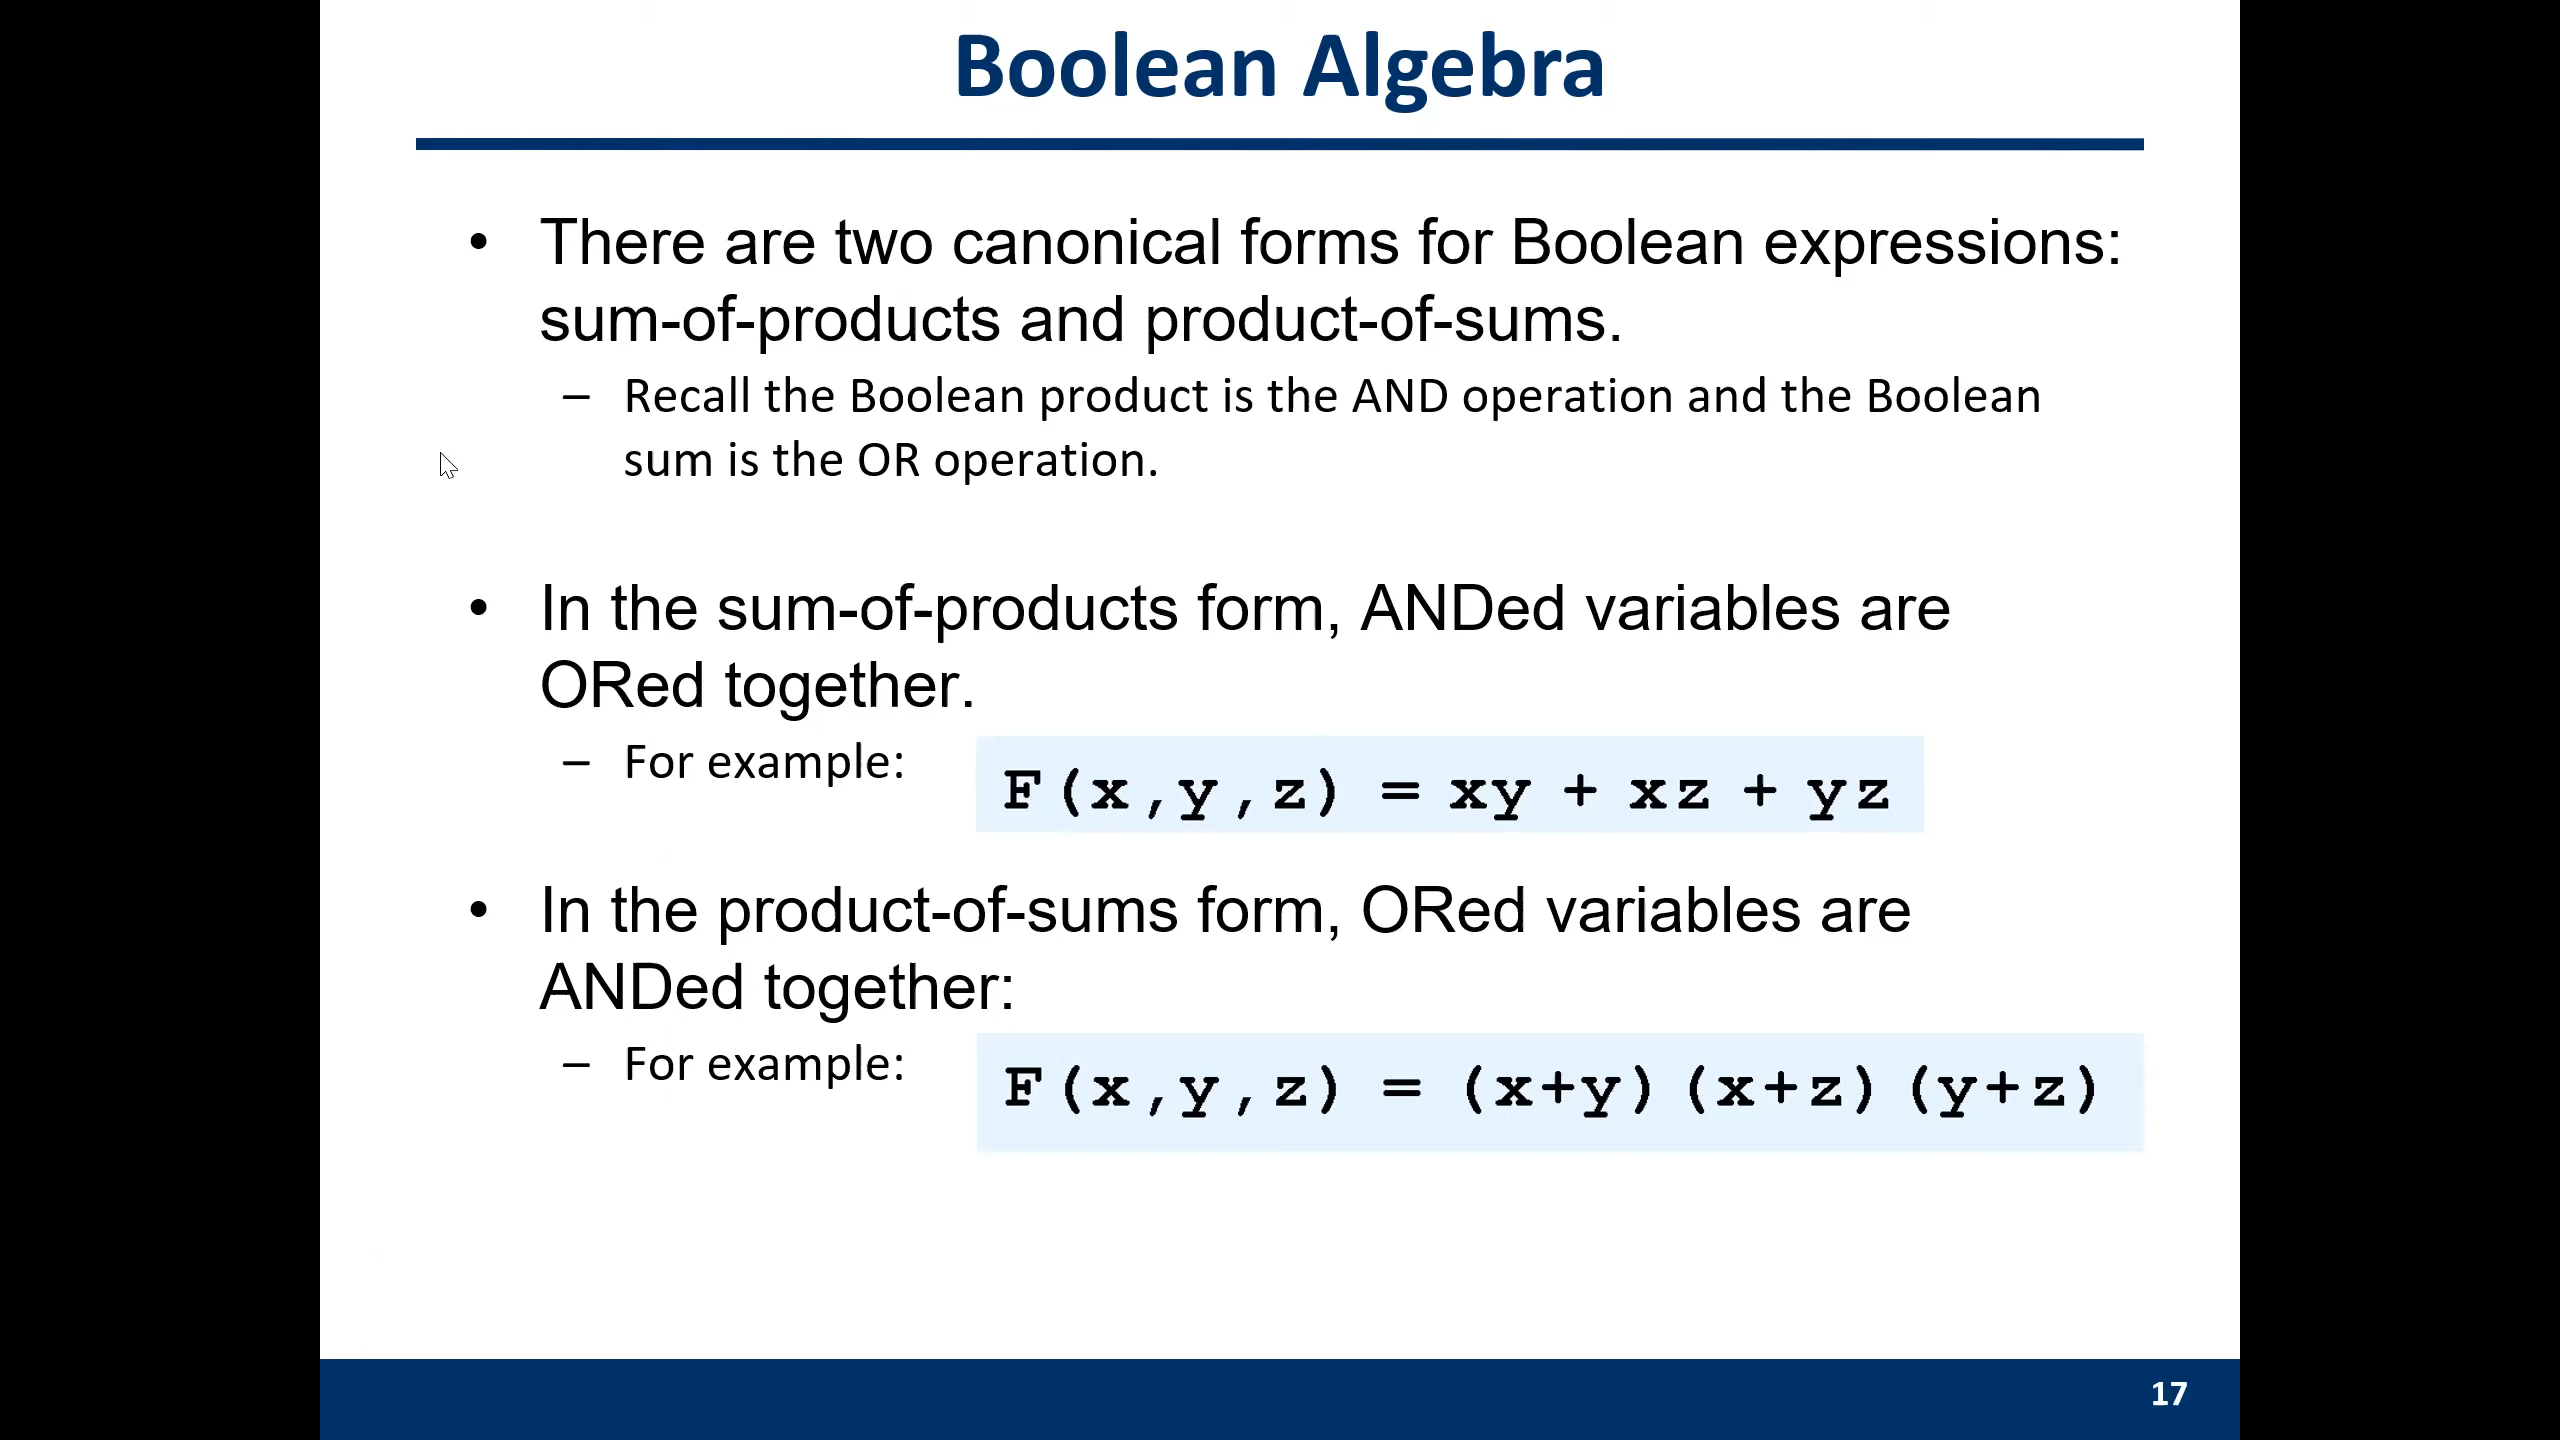 Boolean Algebra
• There are two canonical forms for Boolean expressions:
sum-of-products and product-of-sums.
– Recall the Boolean product is the AND operation and the Boolean
sum is the OR operation.
• In the sum-of-products form, ANDed variables are
ORed together.
– For example: F(x,y,z) = xy + xz + yz
• In the product-of-sums form, ORed variables are
ANDed together:
– For example: F(x,y,z) = (x+y)(x+z)(y+z)
17